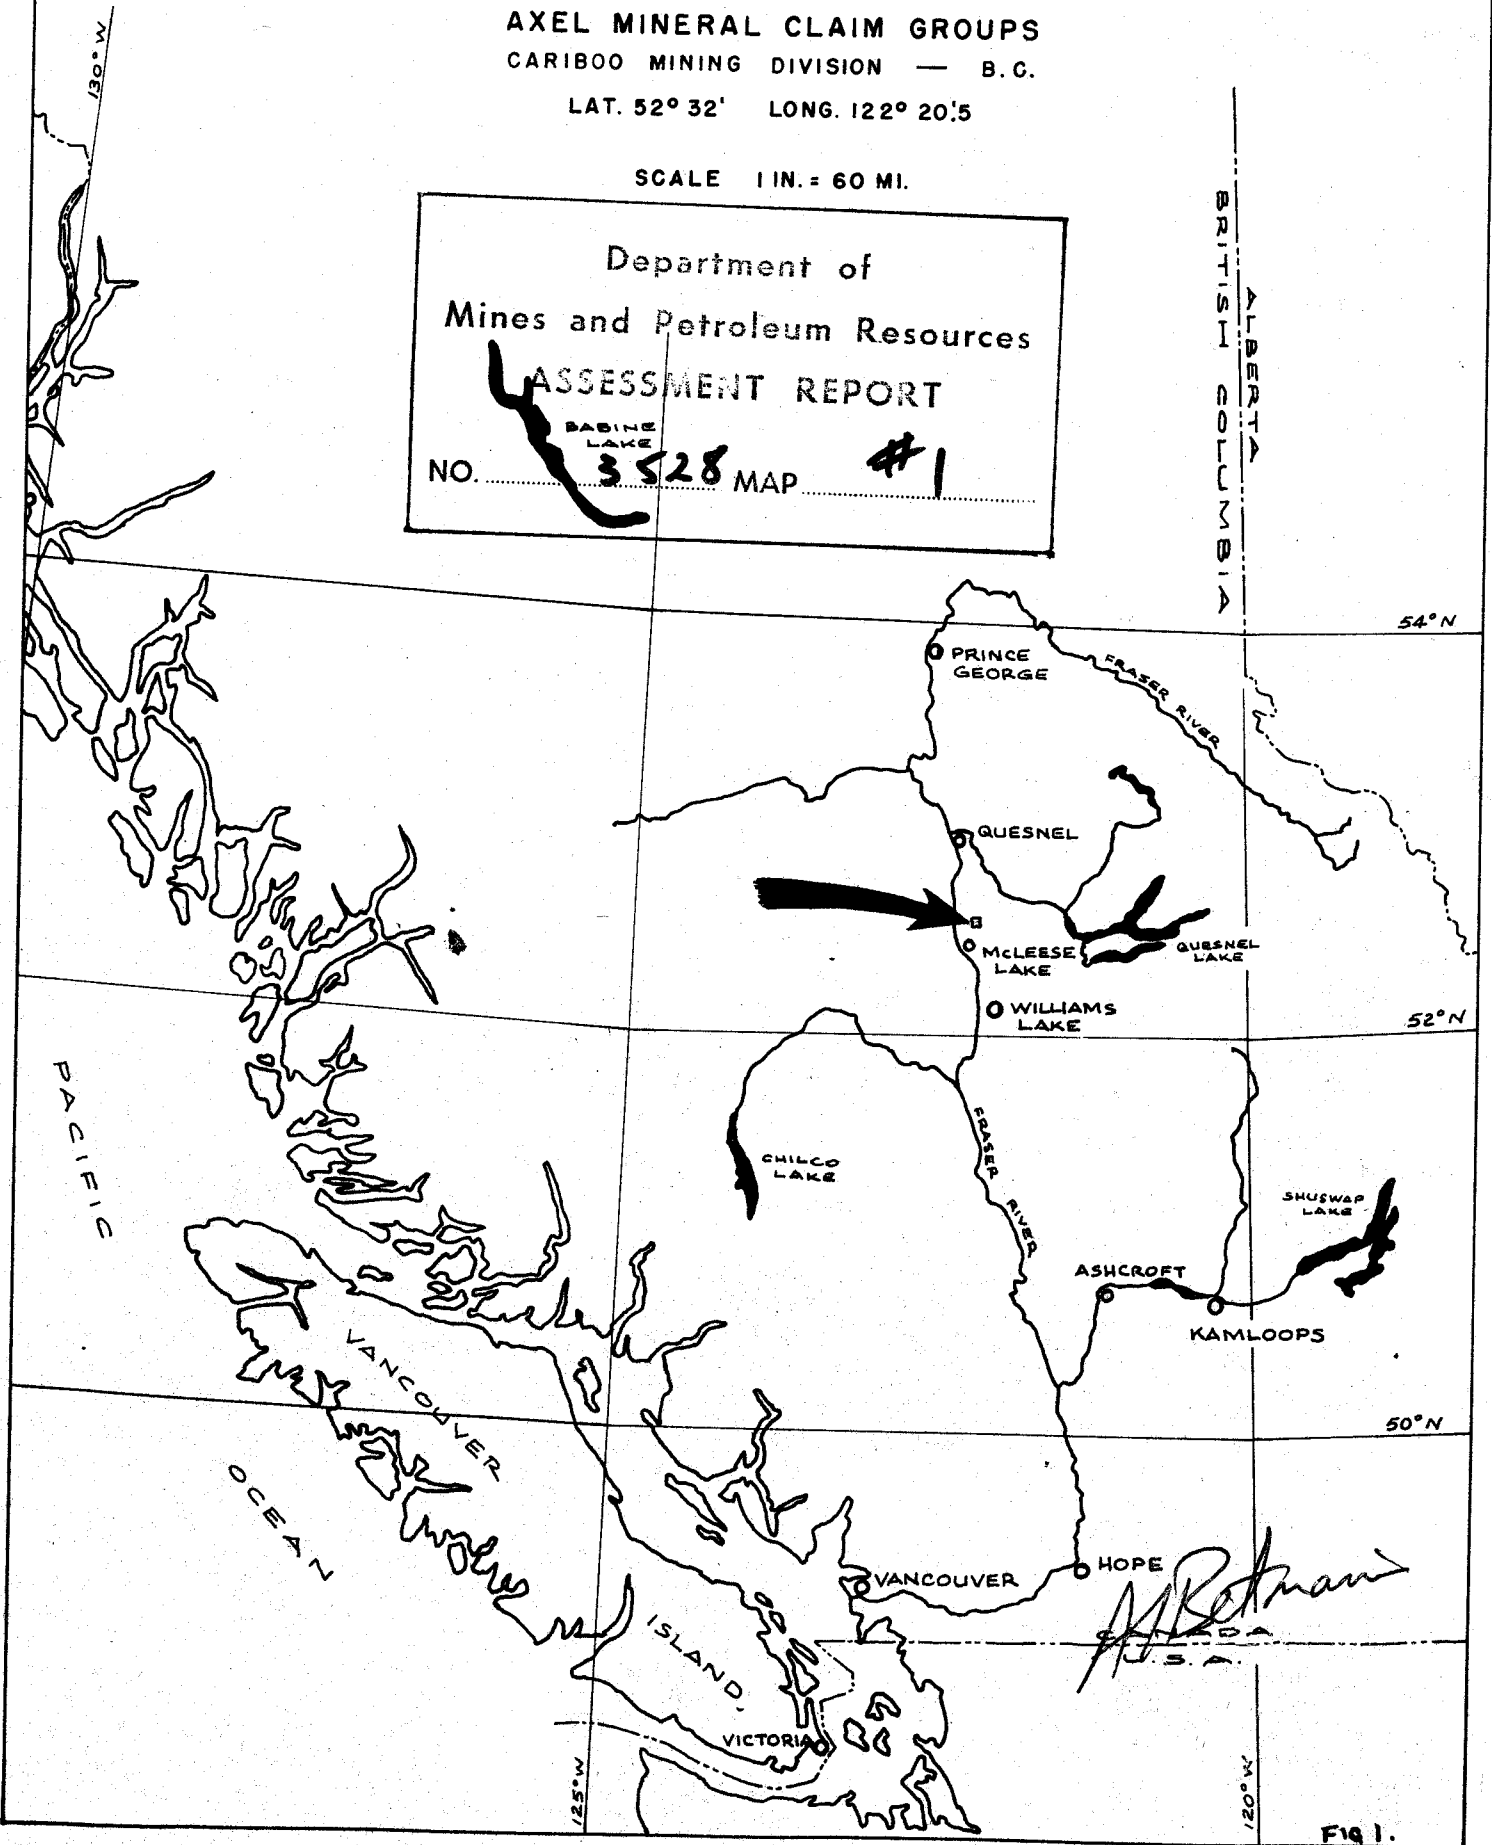 AXEL MINERAL CLAIM GROUPS
CARIBOO MINING DIVISION — B.C.
LAT. 52° 32' LONG. 122° 20.'5
SCALE 1 IN. = 60 MI.
130° W
Department of
Mines and Petroleum Resources
ASSESSMENT REPORT
BABINE
LAKE
NO. 3528 MAP #1
BRITISH COLUMBIA
ALBERTA
54° N
PRINCE
GEORGE
FRASER RIVER
QUESNEL
McLEESE
LAKE
QUESNEL
LAKE
WILLIAMS
LAKE
52° N
PACIFIC
OCEAN
CHILCO
LAKE
FRASER
RIVER
SHUSWAP
LAKE
ASHCROFT
KAMLOOPS
VANCOUVER
ISLAND
50° N
VANCOUVER
HOPE
CANADA
U.S.A.
VICTORIA
125° W
120° W
FIG 1.